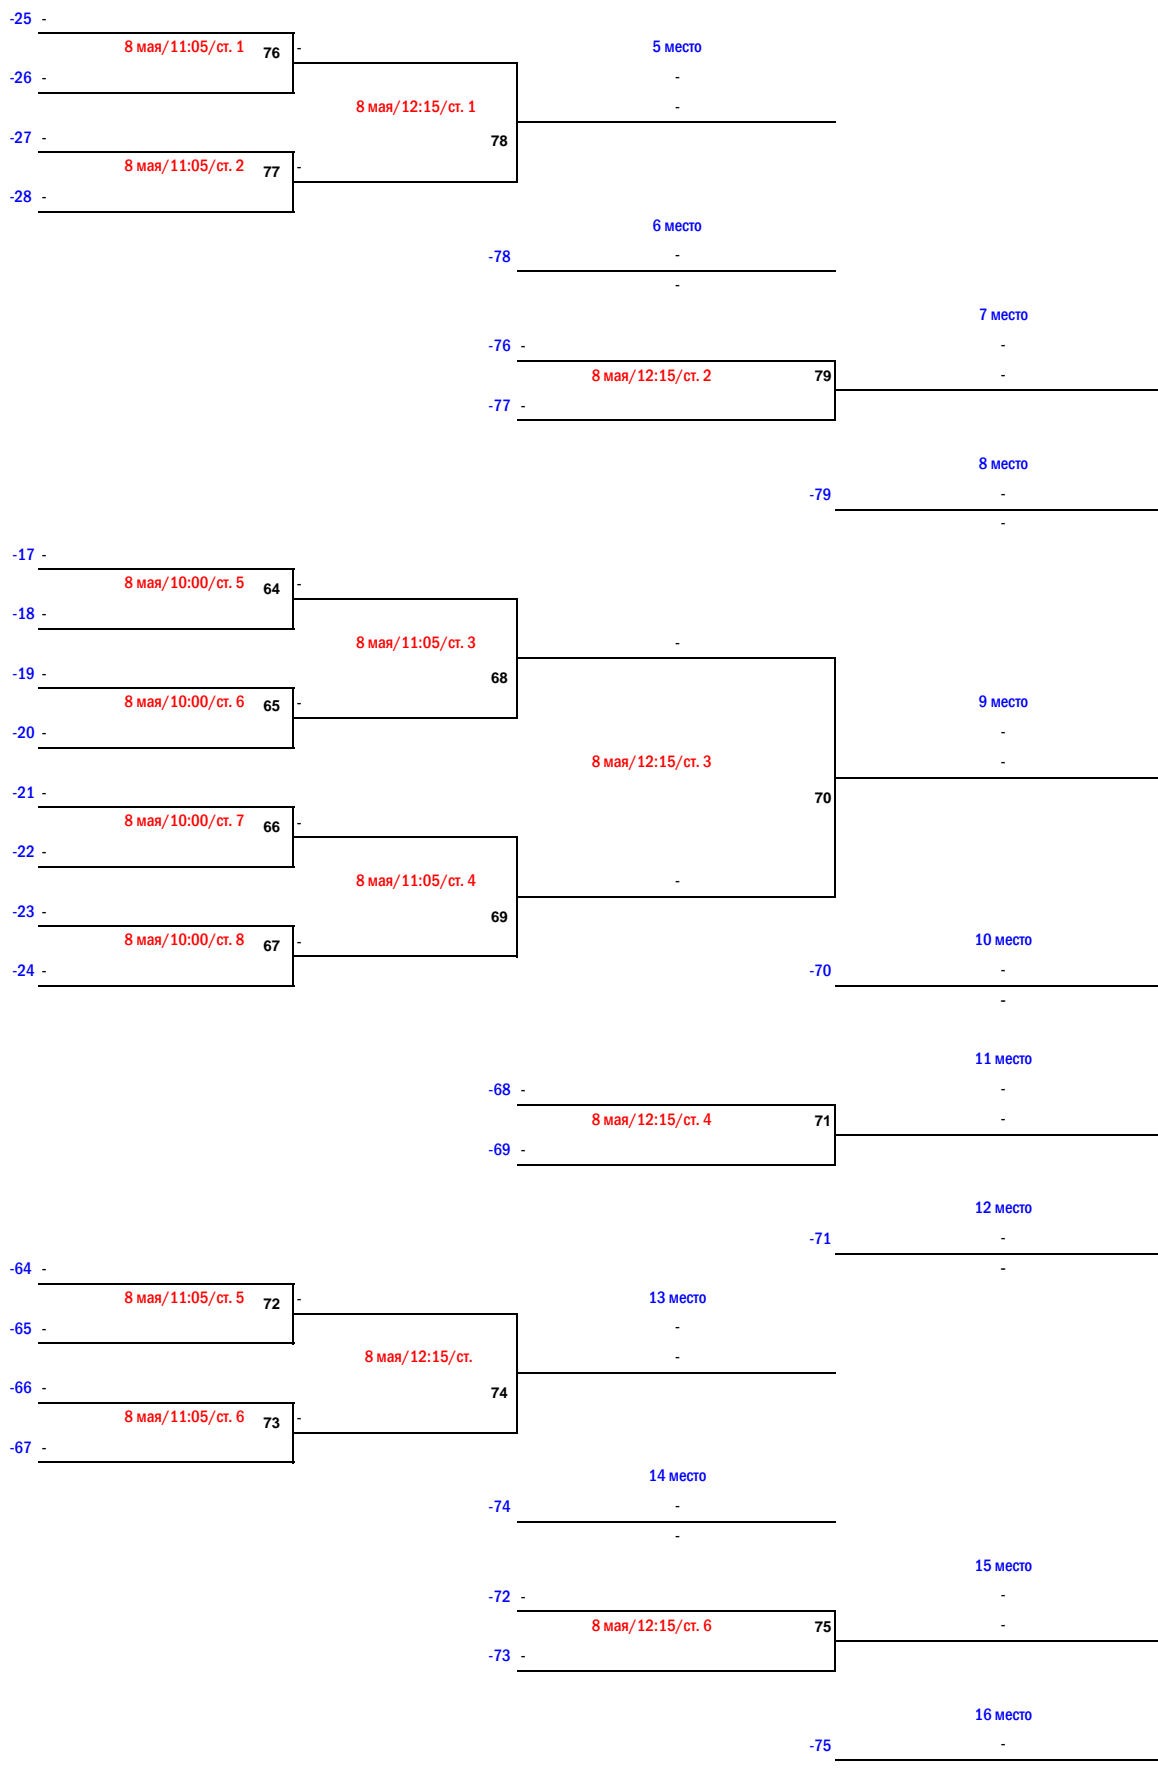 -25 -
8 мая/11:05/ст. 1 76 - 5 место
-26 - -
8 мая/12:15/ст. 1 -
-27 - 78
8 мая/11:05/ст. 2 77 -
-28 -
6 место
-78 -
-
7 место
-76 - -
8 мая/12:15/ст. 2 79 -
-77 -
8 место
-79 -
-
-17 -
8 мая/10:00/ст. 5 64 -
-18 -
8 мая/11:05/ст. 3 -
-19 - 68
8 мая/10:00/ст. 6 65 - 9 место
-20 - -
8 мая/12:15/ст. 3 -
-21 - 70
8 мая/10:00/ст. 7 66 -
-22 -
8 мая/11:05/ст. 4 -
-23 - 69
8 мая/10:00/ст. 8 67 - 10 место
-24 - -70 -
-
11 место
-68 - -
8 мая/12:15/ст. 4 71 -
-69 -
12 место
-71 -
-64 - -
8 мая/11:05/ст. 5 72 - 13 место
-65 - -
8 мая/12:15/ст. -
-66 - 74
8 мая/11:05/ст. 6 73 -
-67 -
14 место
-74 -
-
15 место
-72 - -
8 мая/12:15/ст. 6 75 -
-73 -
16 место
-75 -